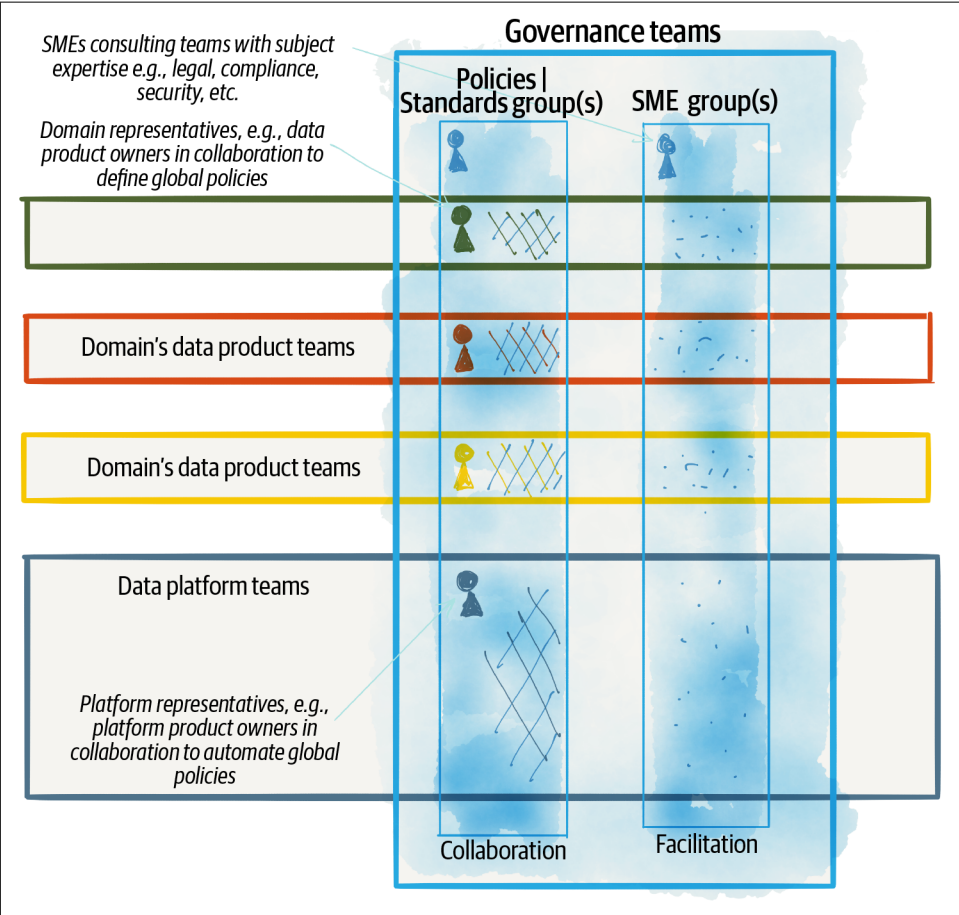 Governance teams
SMEs consulting teams with subject
expertise e.g., legal, compliance,
security, etc.
Policies |
Standards group(s)
SME group(s)
Domain representatives, e.g., data
product owners in collaboration to
define global policies
Domain's data product teams
Domain's data product teams
Data platform teams
Platform representatives, e.g.,
platform product owners in
collaboration to automate global
policies
Collaboration
Facilitation